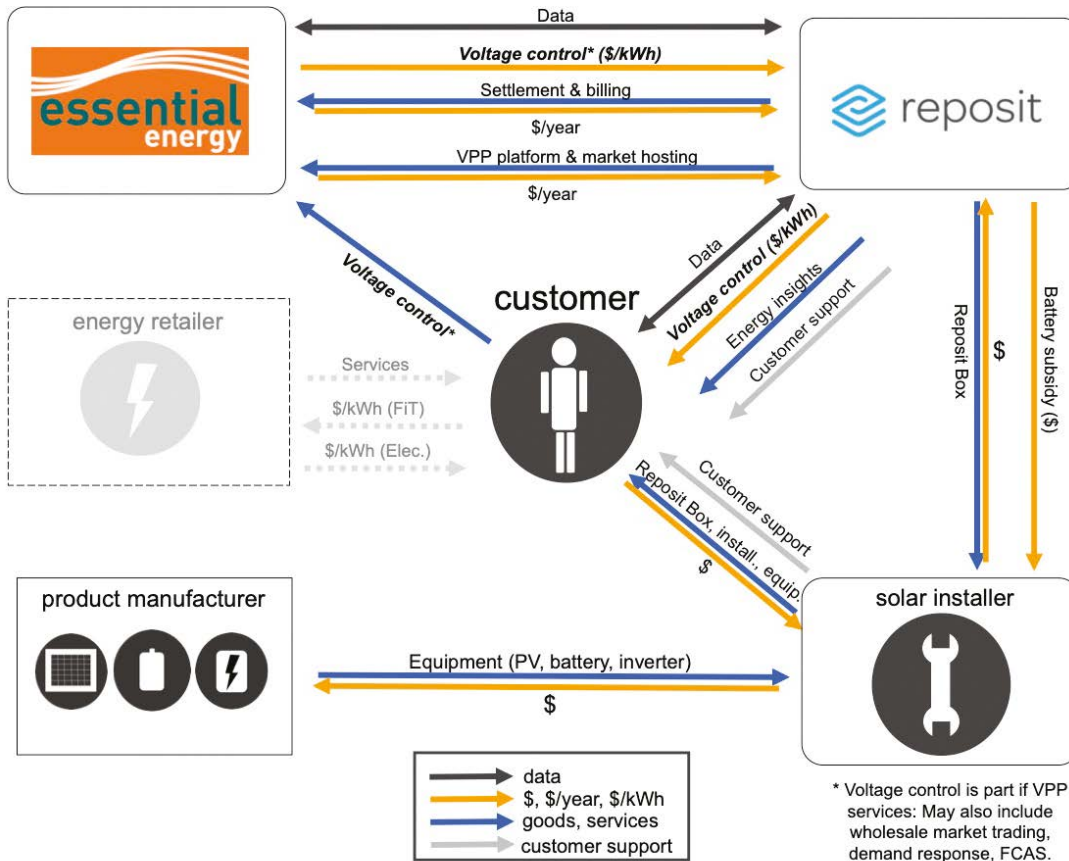 Data
Voltage control* ($/kWh)
essential
energy
Settlement & billing
$/year
reposit
VPP platform & market hosting
$/year
Data
Voltage control ($/kWh)
Energy insights
Customer support
Voltage control*
customer
energy retailer
Services
$/kWh (FiT)
$/kWh (Elec.)
Reposit Box
$
Battery subsidy ($)
Customer support
Reposit Box, install., equip.
$
product manufacturer
solar installer
Equipment (PV, battery, inverter)
$
data
$, $/year, $/kWh
goods, services
customer support
* Voltage control is part if VPP
services: May also include
wholesale market trading,
demand response, FCAS.